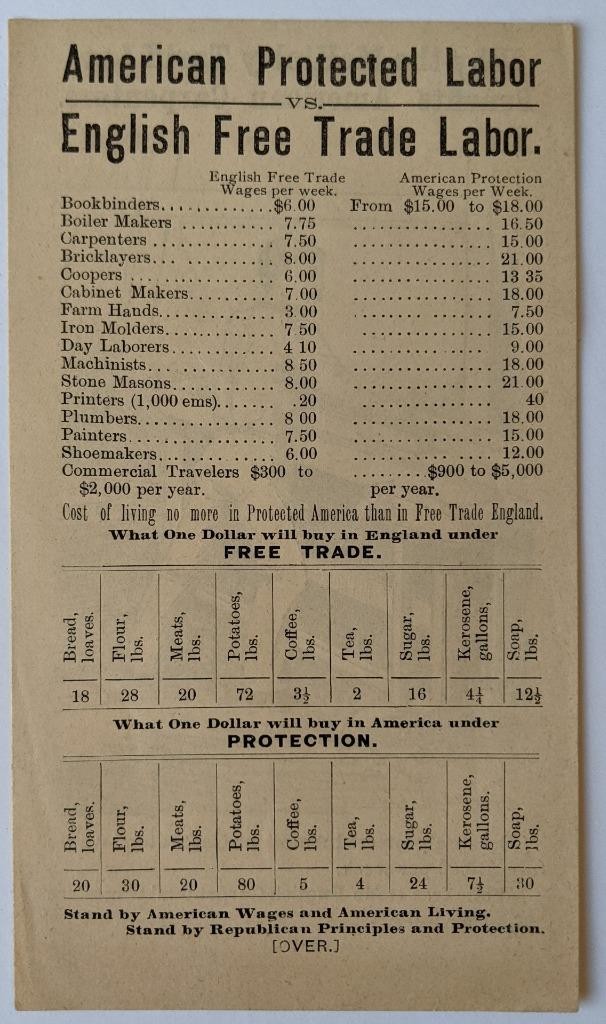 American Protected Labor
VS.
English Free Trade Labor.
English Free Trade American Protection
Wages per week. Wages per Week.
Bookbinders.............$6.00 From $15.00 to $18.00
Boiler Makers ........... 7.75 ................ 16.50
Carpenters .............. 7.50 ................ 15.00
Bricklayers... .......... 8.00 ................ 21.00
Coopers ... ............. 6.00 ................ 13 35
Cabinet Makers.......... 7.00 ................ 18.00
Farm Hands.............. 3.00 ................ 7.50
Iron Molders............. 7 50 ................ 15.00
Day Laborers............ 4 10 ................ 9.00
Machinists... ........... 8 50 ................ 18.00
Stone Masons............ 8.00 ................ 21.00
Printers (1,000 ems)....... .20 ................ 40
Plumbers................ 8 00 ................ 18.00
Painters................. 7.50 ................ 15.00
Shoemakers.............. 6.00 ................ 12.00
Commercial Travelers $300 to .........$900 to $5,000
$2,000 per year. per year.
Cost of living no more in Protected America than in Free Trade England.
What One Dollar will buy in England under
FREE TRADE.
Bread, loaves. Flour, lbs. Meats, lbs. Potatoes, lbs. Coffee, lbs. Tea, lbs. Sugar, lbs. Kerosene, gallons, Soap, lbs.
18 28 20 72 3½ 2 16 4¼ 12½
What One Dollar will buy in America under
PROTECTION.
Bread, loaves. Flour, lbs. Meats, lbs. Potatoes, lbs. Coffee, lbs. Tea, lbs. Sugar, lbs. Kerosene, gallons. Soap, lbs.
20 30 20 80 5 4 24 7½ 30
Stand by American Wages and American Living.
Stand by Republican Principles and Protection.
[OVER.]